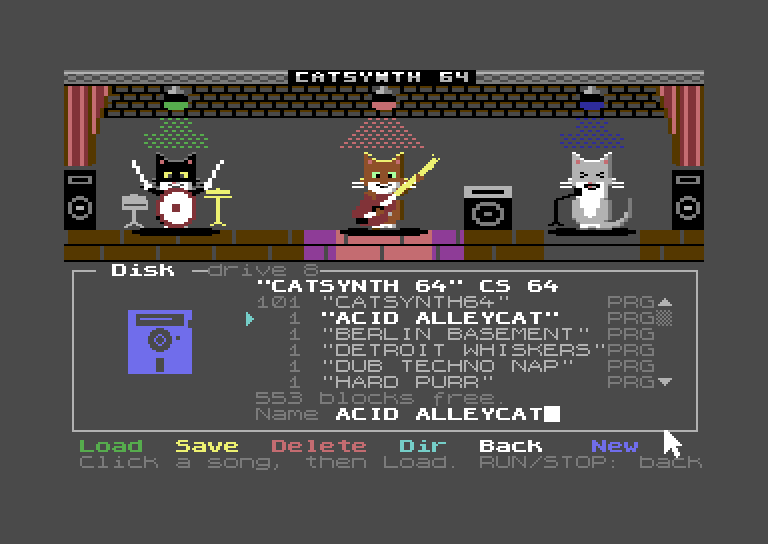 CATSYNTH 64
Disk drive 8
"CATSYNTH 64" CS 64
101 "CATSYNTH64" PRG
1 "ACID ALLEYCAT" PRG
1 "BERLIN BASEMENT" PRG
1 "DETROIT WHISKERS" PRG
1 "DUB TECHNO NAP" PRG
1 "HARD PURR" PRG
553 blocks free.
Name ACID ALLEYCAT
Load Save Delete Dir Back New
Click a song, then Load. RUN/STOP: back